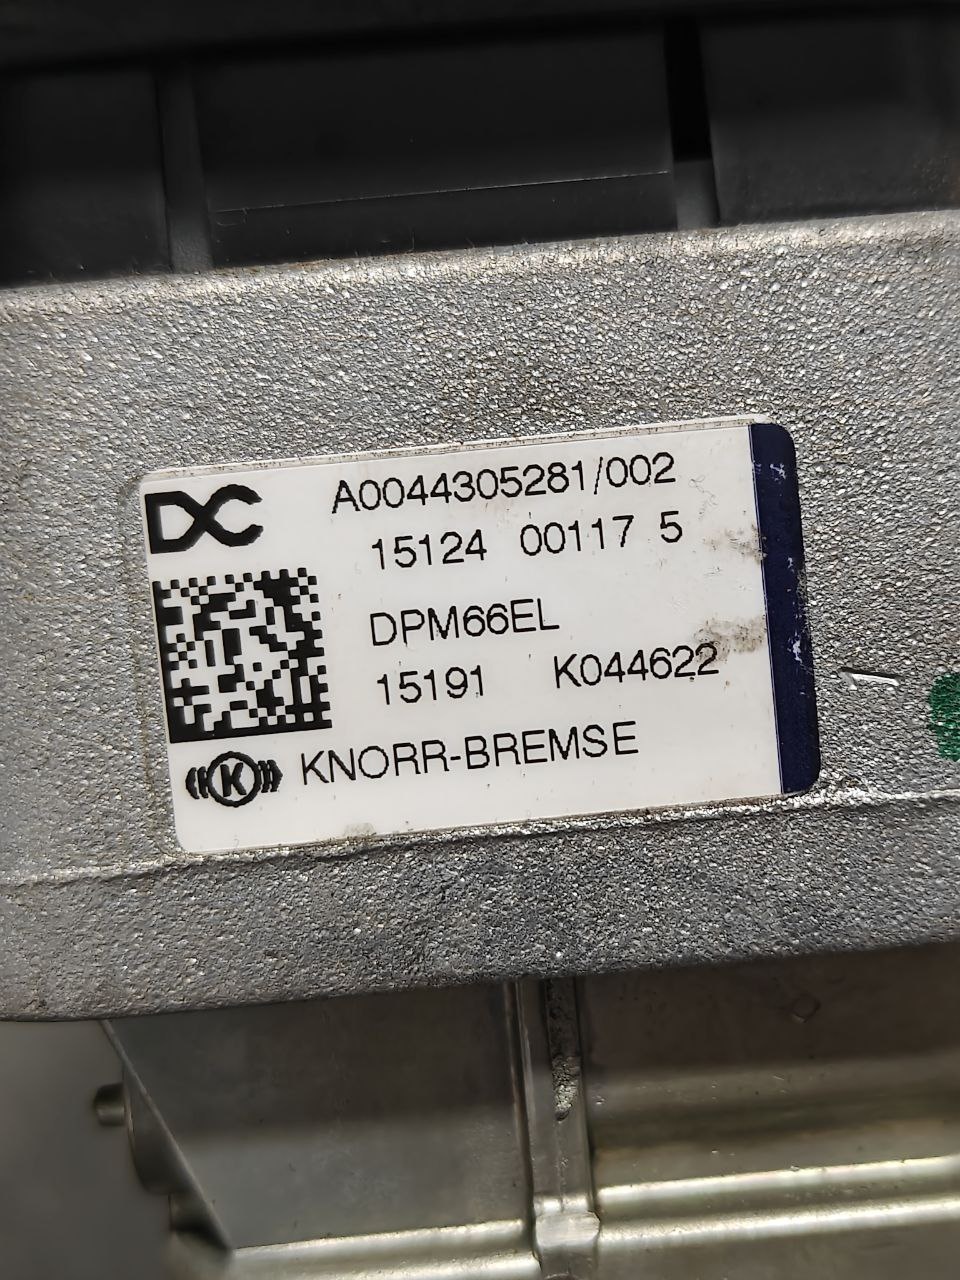 DC
A0044305281/002
15124 00117 5
DPM66EL
15191 K044622
K KNORR-BREMSE